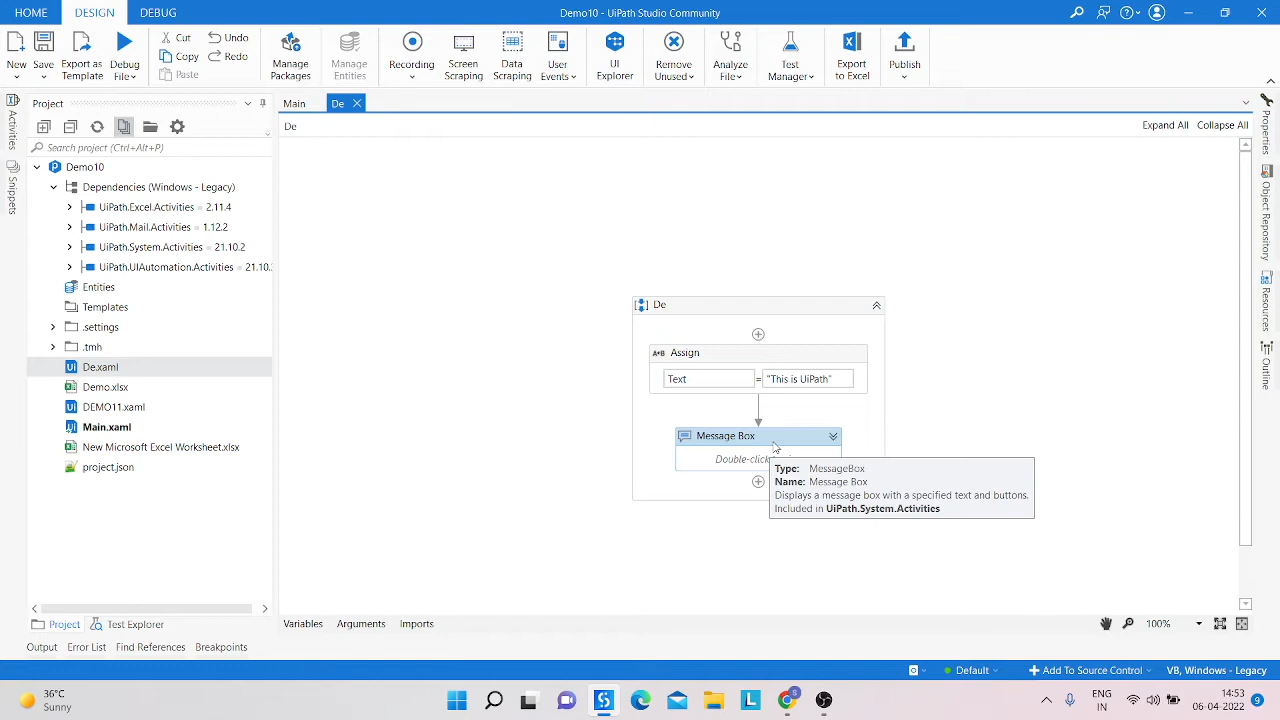 HOME DESIGN DEBUG Demo10 - UiPath Studio Community
New Save Export as Template Debug File Cut Copy Paste Undo Redo Manage Packages Manage Entities Recording Screen Scraping Data Scraping User Events UI Explorer Remove Unused Analyze File Test Manager Export to Excel Publish
Project
Main De
De Expand All Collapse All
Search project (Ctrl+Alt+P)
Demo10
Dependencies (Windows - Legacy)
UiPath.Excel.Activities = 2.11.4
UiPath.Mail.Activities = 1.12.2
UiPath.System.Activities = 21.10.2
UiPath.UIAutomation.Activities = 21.10.
Entities
Templates
.settings
.tmh
De.xaml
Demo.xlsx
DEMO11.xaml
Main.xaml
New Microsoft Excel Worksheet.xlsx
project.json
Activities
Snippets
De
Assign
A+B
Text = "This is UiPath"
Message Box
Double-click
Type: MessageBox
Name: Message Box
Displays a message box with a specified text and buttons.
Included in UiPath.System.Activities
Properties
Object Repository
Resources
Outline
Project Test Explorer
Variables Arguments Imports 100%
Output Error List Find References Breakpoints
Default Add To Source Control VB, Windows - Legacy
36°C
Sunny
ENG
IN
14:53
06-04-2022
9